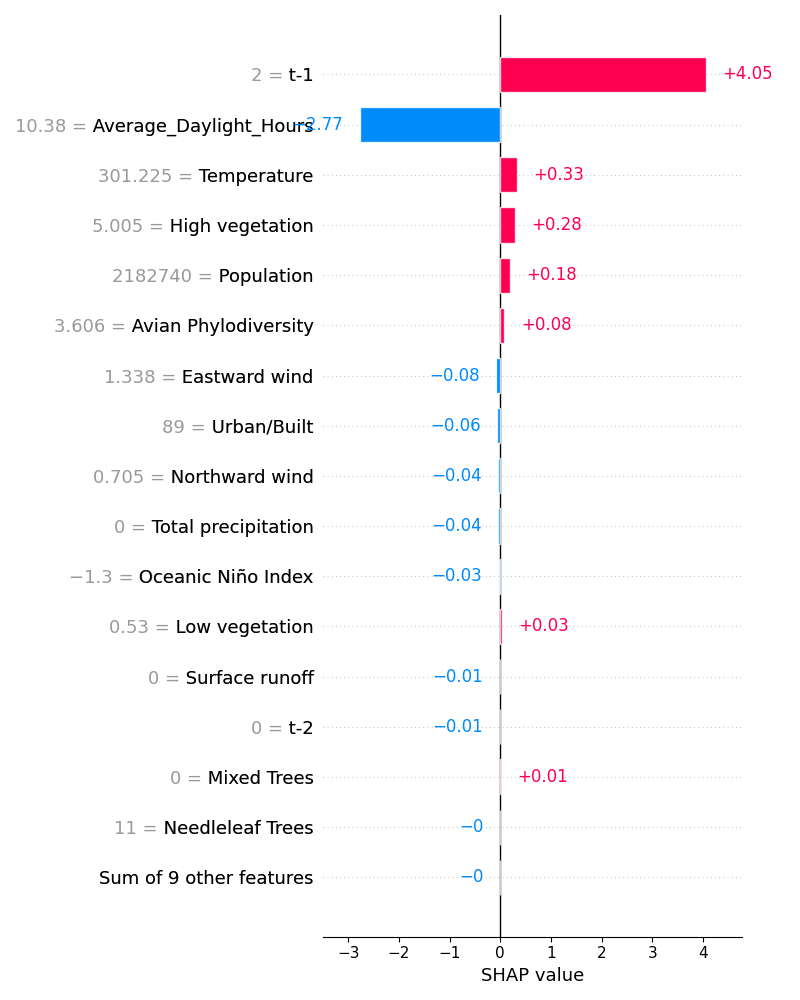 2 = t-1 +4.05
10.38 = Average_Daylight_Hours −2.77
301.225 = Temperature +0.33
5.005 = High vegetation +0.28
2182740 = Population +0.18
3.606 = Avian Phylodiversity +0.08
1.338 = Eastward wind −0.08
89 = Urban/Built −0.06
0.705 = Northward wind −0.04
0 = Total precipitation −0.04
−1.3 = Oceanic Niño Index −0.03
0.53 = Low vegetation +0.03
0 = Surface runoff −0.01
0 = t-2 −0.01
0 = Mixed Trees +0.01
11 = Needleleaf Trees −0
Sum of 9 other features −0
−3 −2 −1 0 1 2 3 4
SHAP value